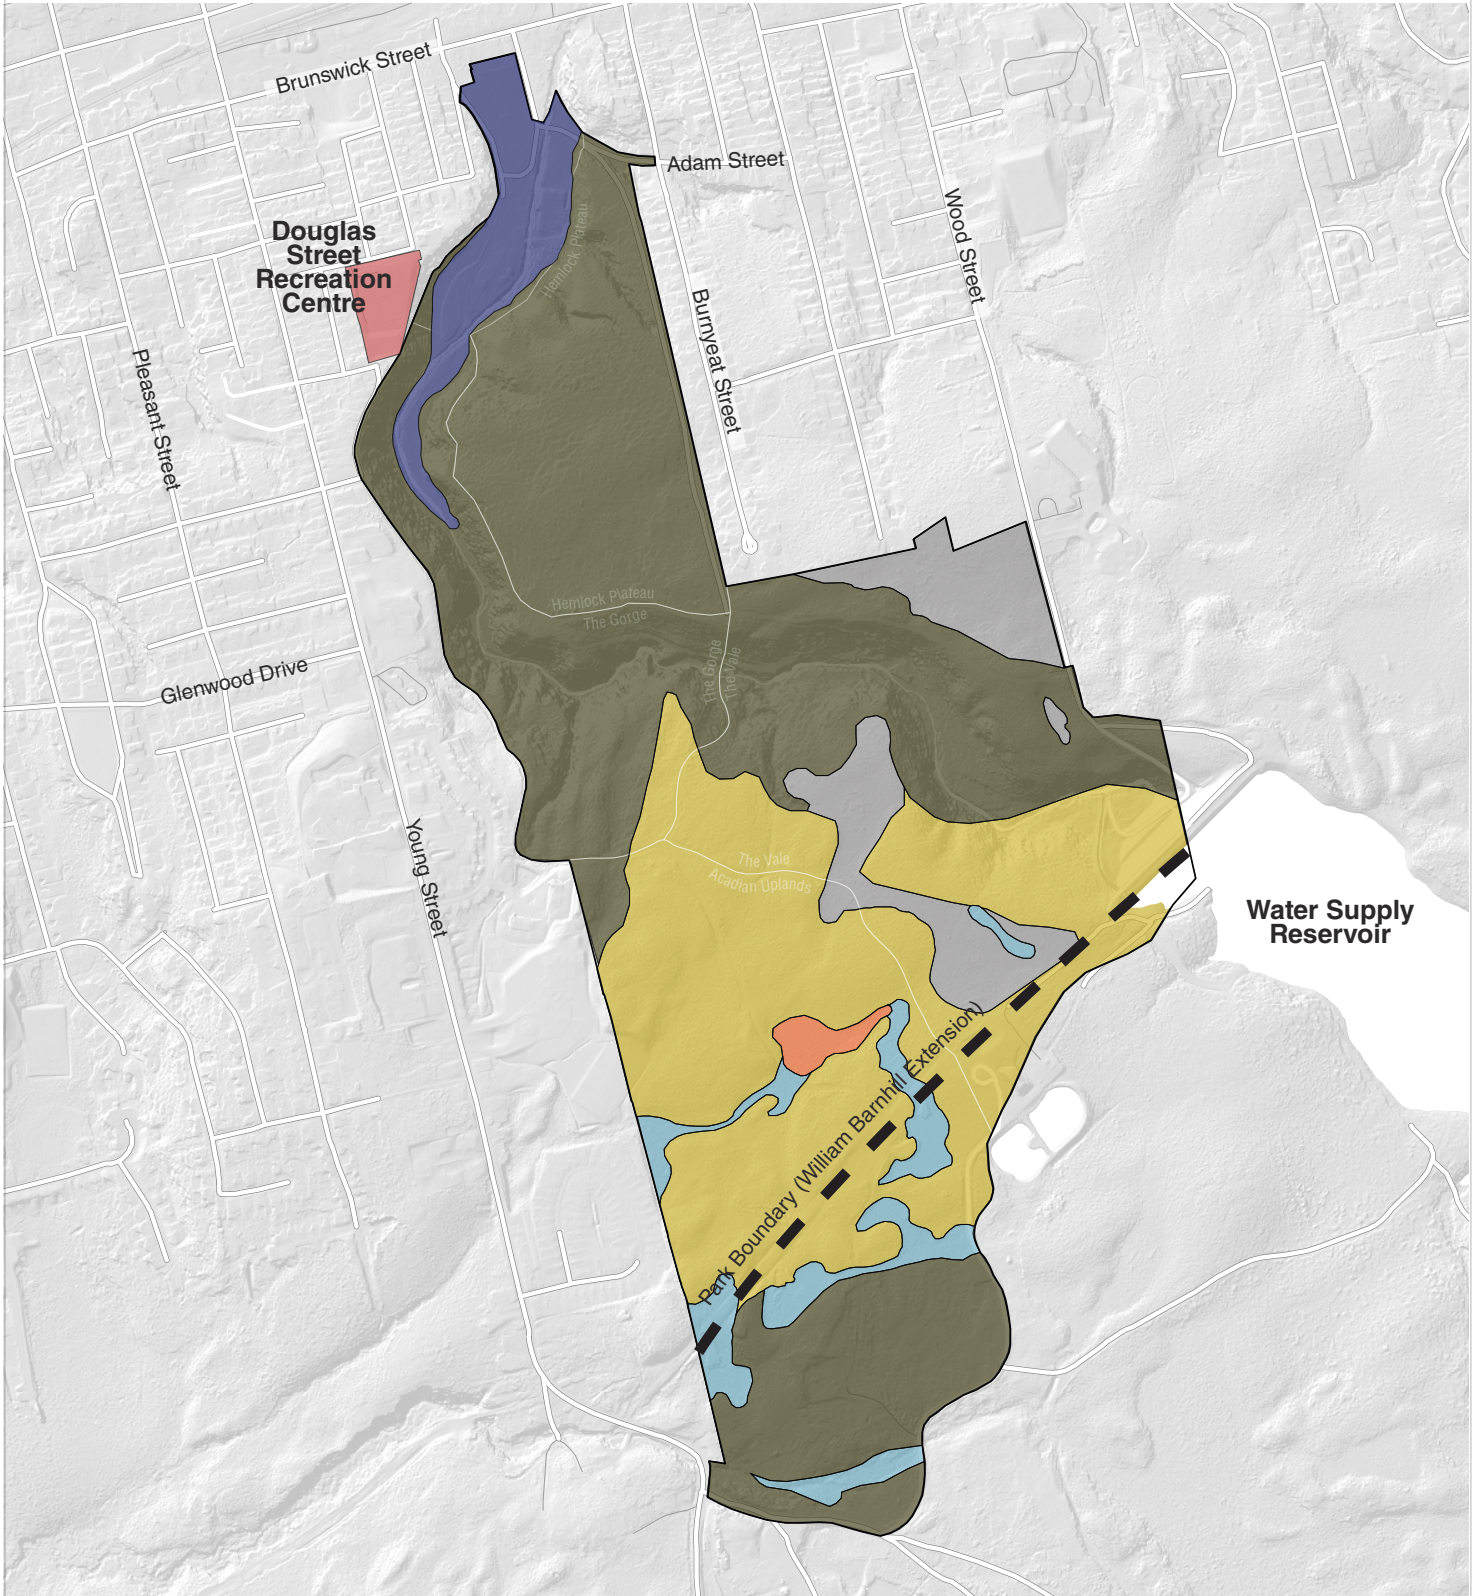 Brunswick Street
Adam Street
Wood Street
Douglas
Street
Recreation
Centre
Hemlock Plateau
Hemlock Plateau
Burnyeat Street
Pleasant Street
Hemlock Plateau
The Gorge
The Gorge
The Vale
Glenwood Drive
Young Street
The Vale
Acadian Uplands
Water Supply
Reservoir
Park Boundary (William Barnhill Extension)